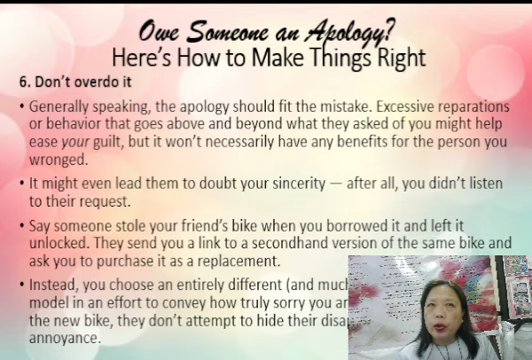 Owe Someone an Apology?
Here's How to Make Things Right
6. Don't overdo it
• Generally speaking, the apology should fit the mistake. Excessive reparations
or behavior that goes above and beyond what they asked of you might help
ease your guilt, but it won't necessarily have any benefits for the person you
wronged.
• It might even lead them to doubt your sincerity — after all, you didn't listen
to their request.
• Say someone stole your friend's bike when you borrowed it and left it
unlocked. They send you a link to a secondhand version of the same bike and
ask you to purchase it as a replacement.
• Instead, you choose an entirely different (and
model in an effort to convey how truly sorry you
the new bike, they don't attempt to hide their
annoyance.